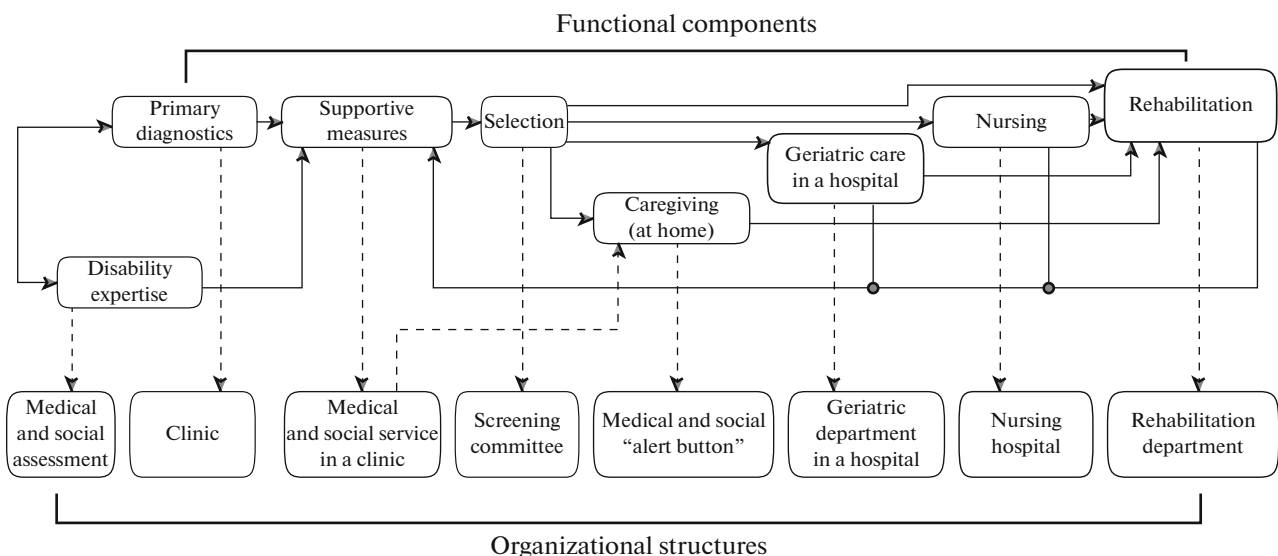 Functional components
Primary
diagnostics
Supportive
measures
Selection
Nursing
Rehabilitation
Geriatric care
in a hospital
Caregiving
(at home)
Disability
expertise
Medical
and social
assessment
Clinic
Medical
and social service
in a clinic
Screening
committee
Medical and social
“alert button”
Geriatric
department
in a hospital
Nursing
hospital
Rehabilitation
department
Organizational structures